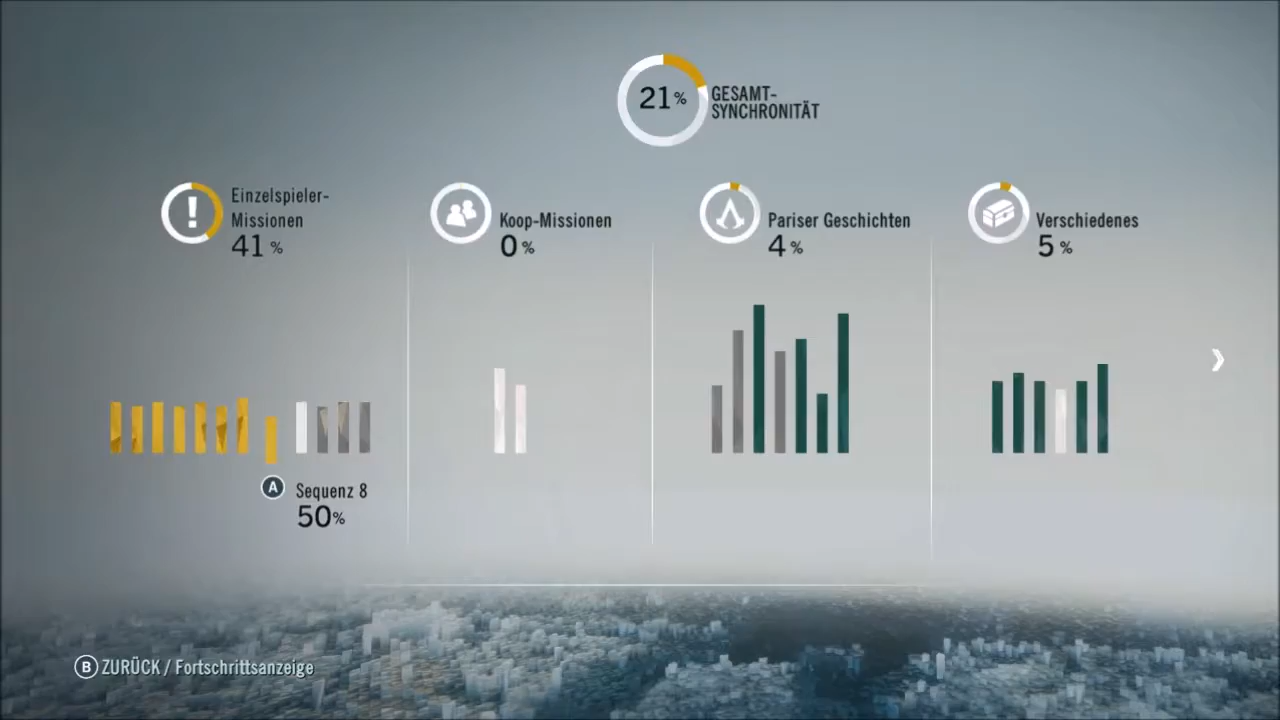 21%
GESAMT-
SYNCHRONITÄT
Einzelspieler-
Missionen
41 %
Koop-Missionen
0 %
Pariser Geschichten
4 %
Verschiedenes
5 %
A
Sequenz 8
50%
B ZURÜCK / Fortschrittsanzeige